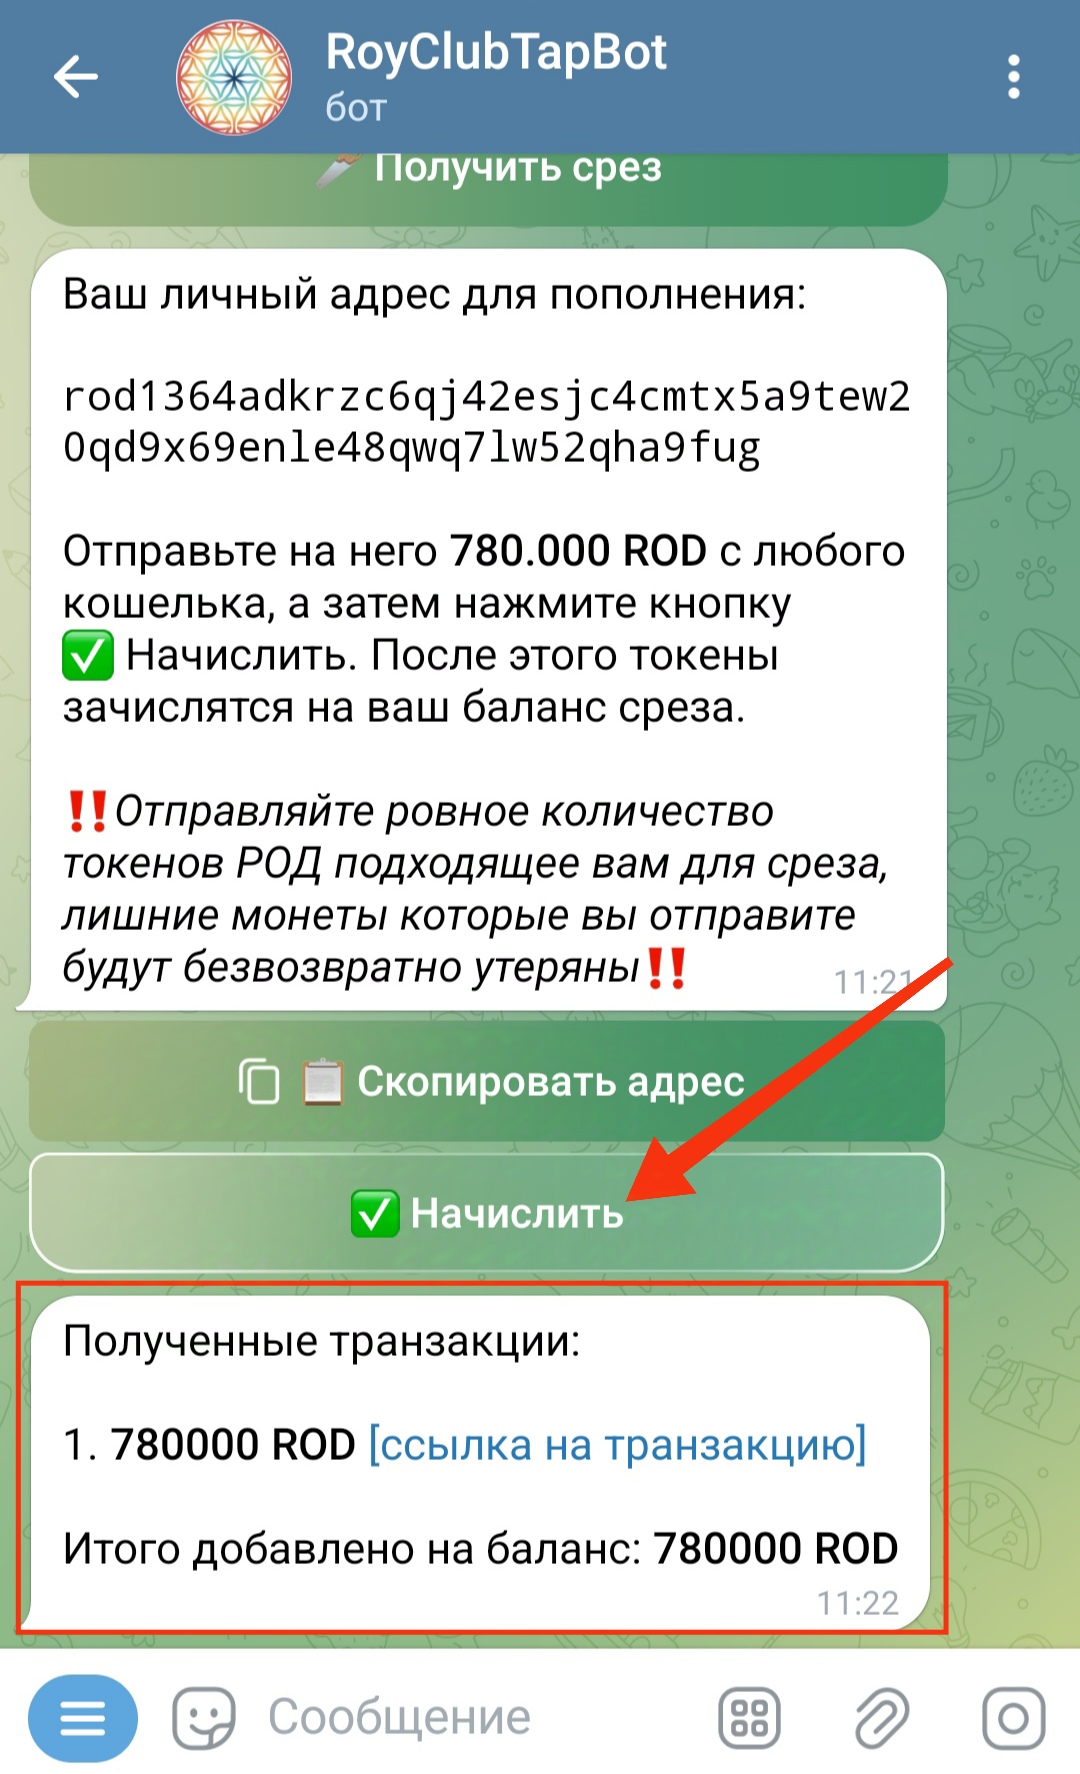 RoyClubTapBot
бот
Получить срез
Ваш личный адрес для пополнения:
rod1364adkrzc6qj42esjc4cmtx5a9tew2
0qd9x69enle48qwq7lw52qha9fug
Отправьте на него 780.000 ROD с любого
кошелька, а затем нажмите кнопку
✅ Начислить. После этого токены
зачислятся на ваш баланс среза.
‼️Отправляйте ровное количество
токенов РОД подходящее вам для среза,
лишние монеты которые вы отправите
будут безвозвратно утеряны‼️
11:21
Скопировать адрес
✅ Начислить
Полученные транзакции:
1. 780000 ROD [ссылка на транзакцию]
Итого добавлено на баланс: 780000 ROD
11:22
Сообщение